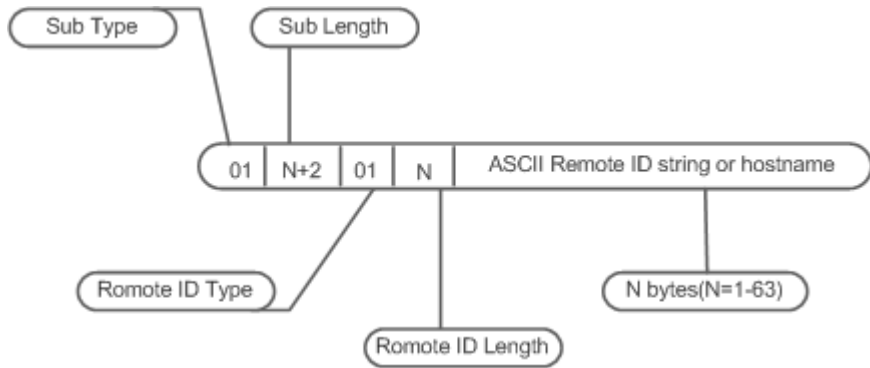 Sub Type
Sub Length
01 N+2 01 N ASCII Remote ID string or hostname
Romote ID Type
N bytes(N=1-63)
Romote ID Length